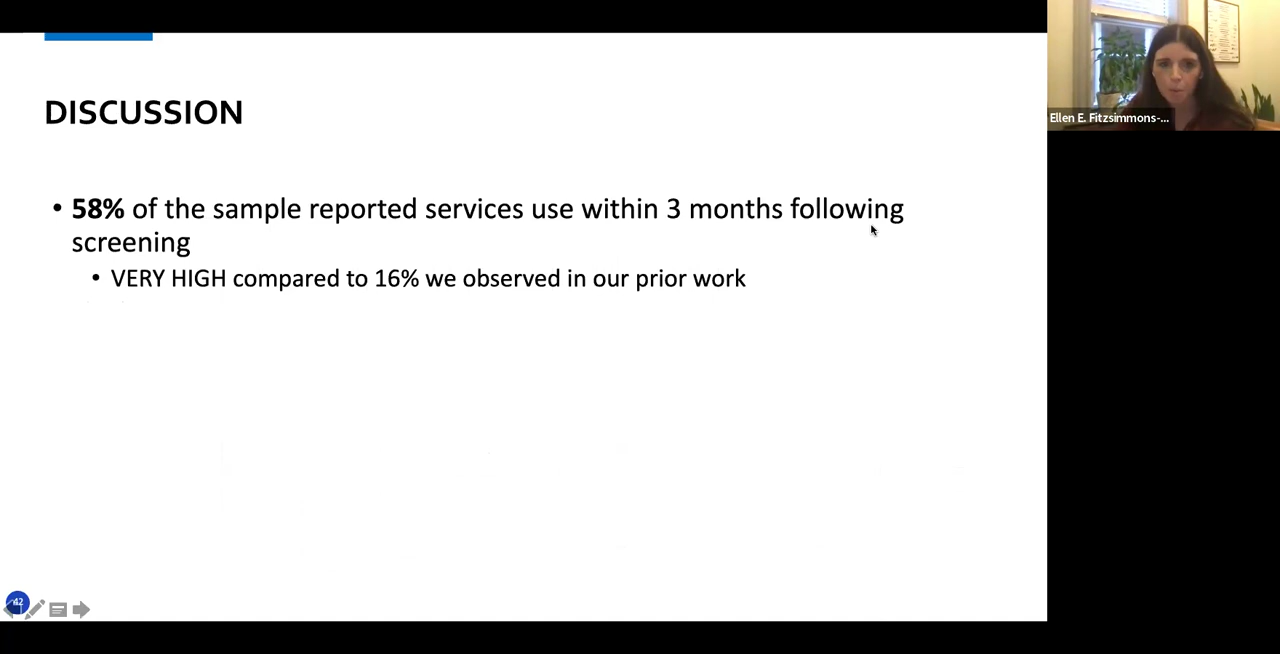 DISCUSSION
• 58% of the sample reported services use within 3 months following
screening
• VERY HIGH compared to 16% we observed in our prior work
Ellen E. Fitzsimmons-...
42